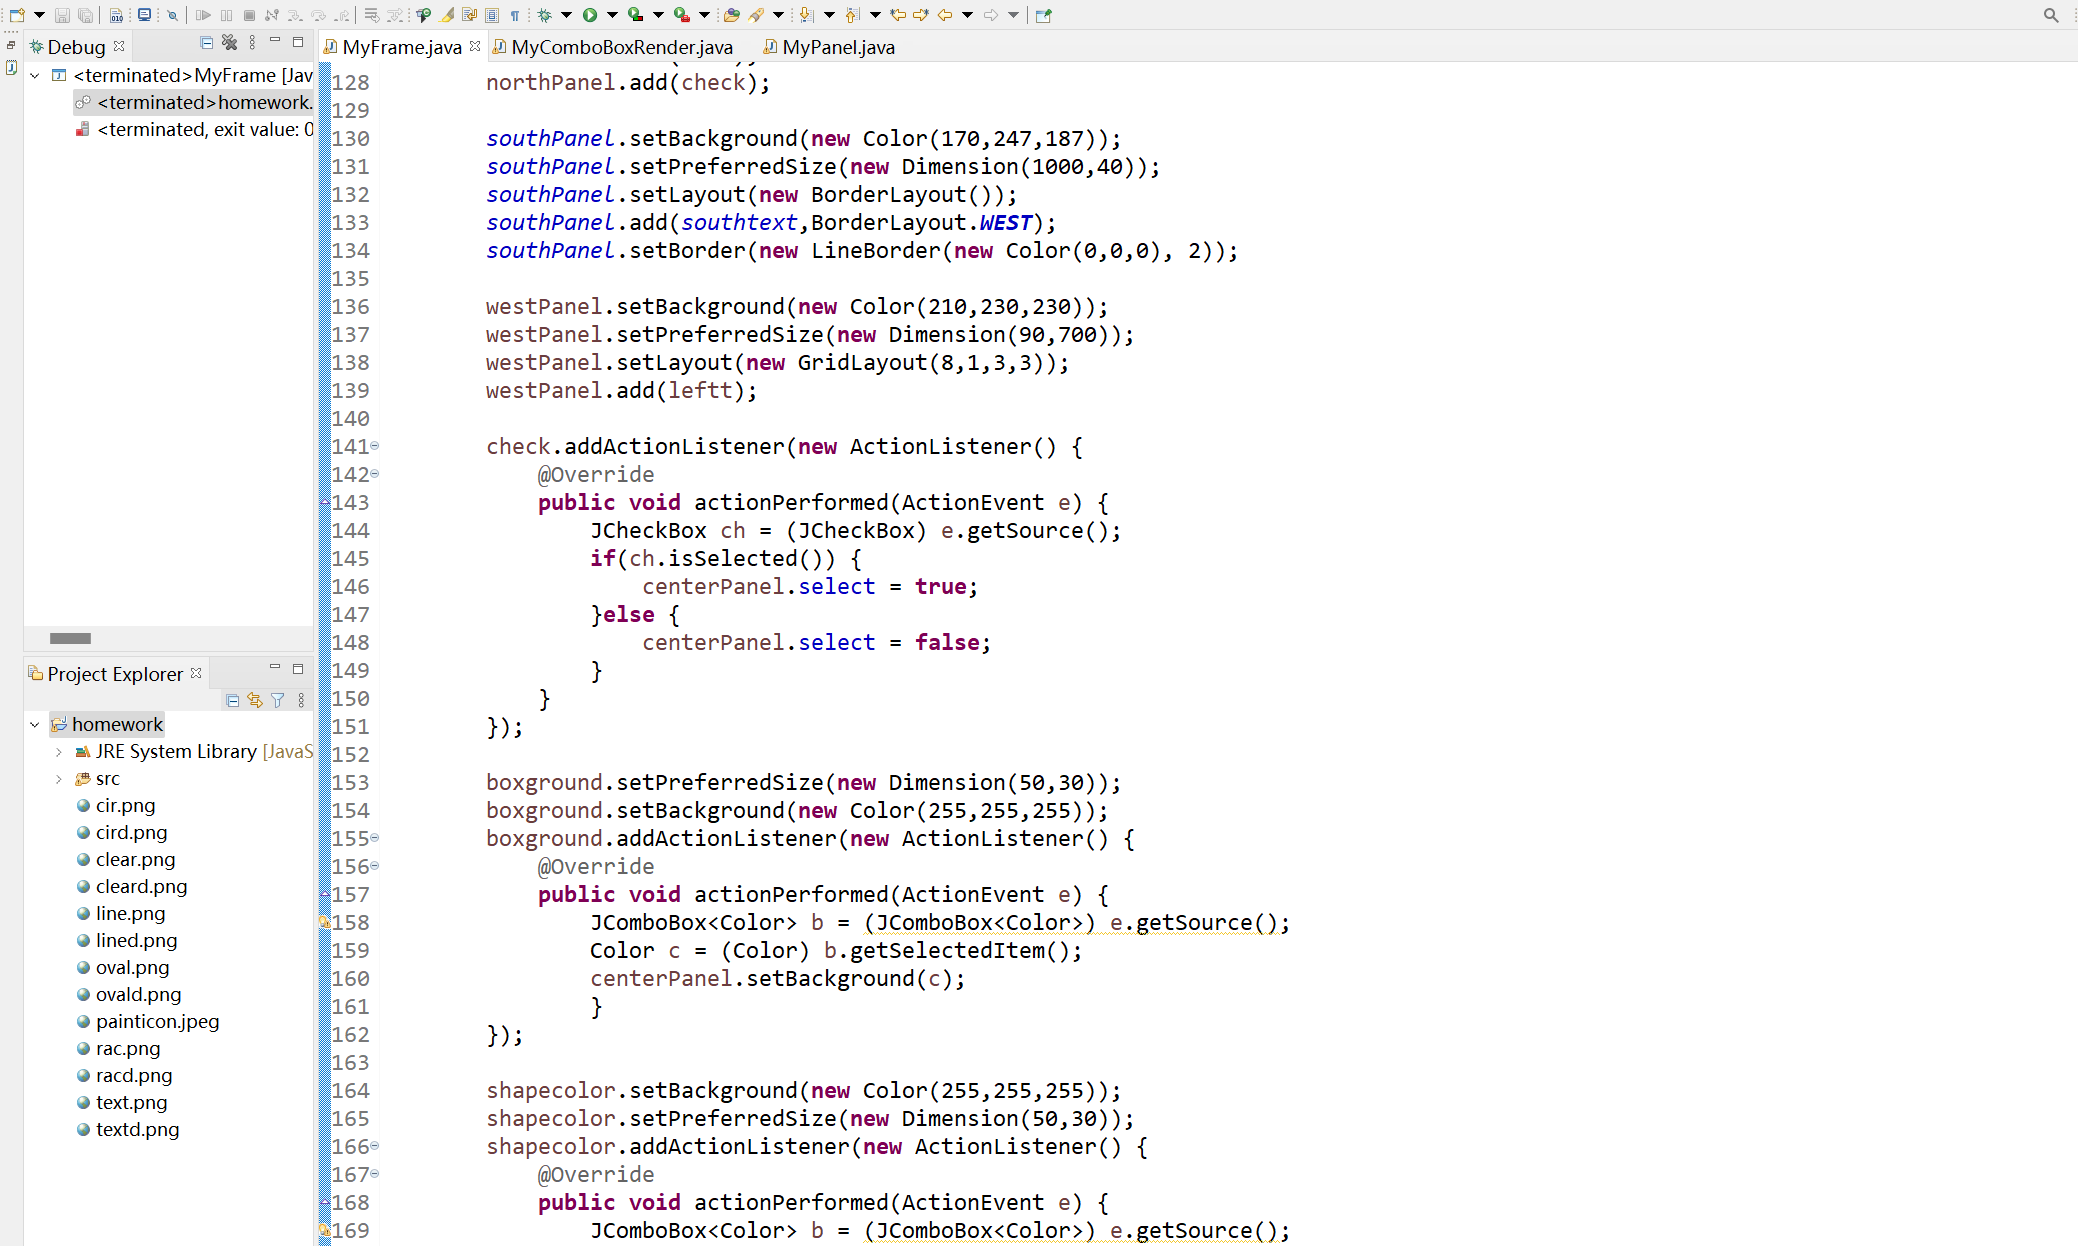 Debug
<terminated>MyFrame [Jav
<terminated>homework.
<terminated, exit value: 0
Project Explorer
homework
JRE System Library [JavaS
src
cir.png
cird.png
clear.png
cleard.png
line.png
lined.png
oval.png
ovald.png
painticon.jpeg
rac.png
racd.png
text.png
textd.png
MyFrame.java
MyComboBoxRender.java
MyPanel.java
128 northPanel.add(check);
129
130 southPanel.setBackground(new Color(170,247,187));
131 southPanel.setPreferredSize(new Dimension(1000,40));
132 southPanel.setLayout(new BorderLayout());
133 southPanel.add(southtext,BorderLayout.WEST);
134 southPanel.setBorder(new LineBorder(new Color(0,0,0), 2));
135
136 westPanel.setBackground(new Color(210,230,230));
137 westPanel.setPreferredSize(new Dimension(90,700));
138 westPanel.setLayout(new GridLayout(8,1,3,3));
139 westPanel.add(leftt);
140
141 check.addActionListener(new ActionListener() {
142 @Override
143 public void actionPerformed(ActionEvent e) {
144 JCheckBox ch = (JCheckBox) e.getSource();
145 if(ch.isSelected()) {
146 centerPanel.select = true;
147 }else {
148 centerPanel.select = false;
149 }
150 }
151 });
152
153 boxground.setPreferredSize(new Dimension(50,30));
154 boxground.setBackground(new Color(255,255,255));
155 boxground.addActionListener(new ActionListener() {
156 @Override
157 public void actionPerformed(ActionEvent e) {
158 JComboBox<Color> b = (JComboBox<Color>) e.getSource();
159 Color c = (Color) b.getSelectedItem();
160 centerPanel.setBackground(c);
161 }
162 });
163
164 shapecolor.setBackground(new Color(255,255,255));
165 shapecolor.setPreferredSize(new Dimension(50,30));
166 shapecolor.addActionListener(new ActionListener() {
167 @Override
168 public void actionPerformed(ActionEvent e) {
169 JComboBox<Color> b = (JComboBox<Color>) e.getSource();